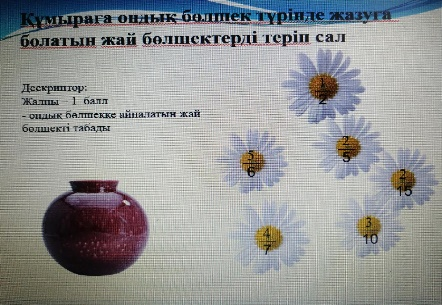 Құмыраға ондық бөлшек түрінде жазуға
болатын жай бөлшектерді теріп сал
Дескриптор:
Жалпы - 1 балл
- ондық бөлшекке айналатын жай
бөлшекті табады
1
2
5
6
2
5
2
15
4
7
3
10